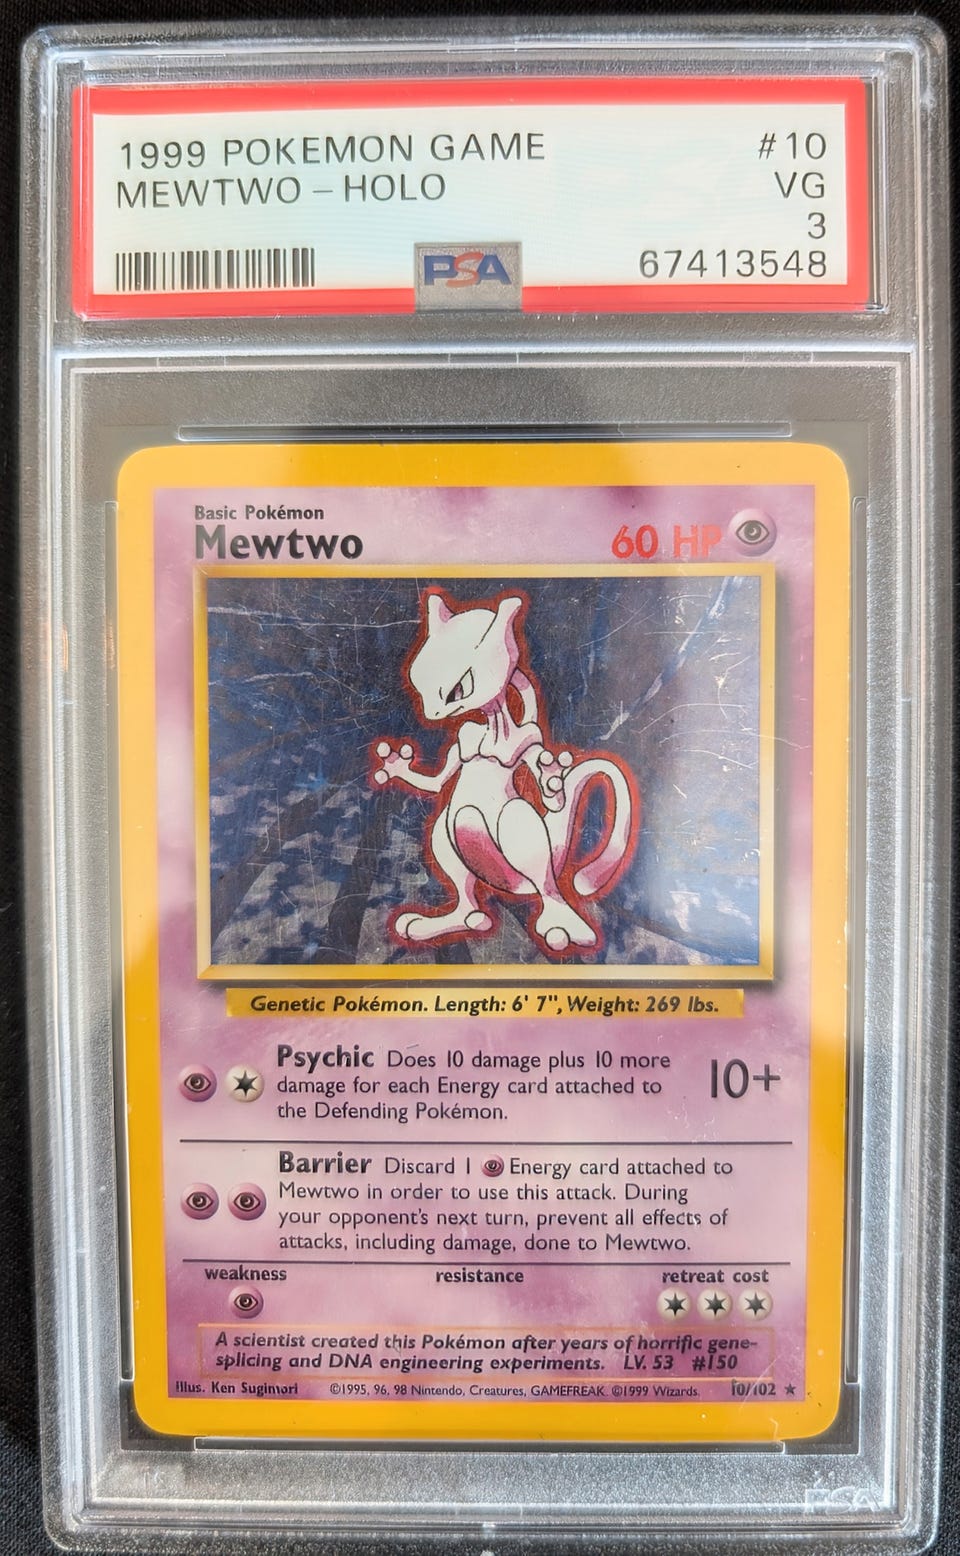 1999 POKEMON GAME #10
MEWTWO – HOLO VG
3
67413548
PSA
Basic Pokémon
Mewtwo 60 HP
Genetic Pokémon. Length: 6' 7", Weight: 269 lbs.
Psychic Does 10 damage plus 10 more
damage for each Energy card attached to
the Defending Pokémon.
10+
Barrier Discard 1 Energy card attached to
Mewtwo in order to use this attack. During
your opponent's next turn, prevent all effects of
attacks, including damage, done to Mewtwo.
weakness resistance retreat cost
A scientist created this Pokémon after years of horrific gene-
splicing and DNA engineering experiments. LV. 53 #150
Illus. Ken Sugimori ©1995, 96, 98 Nintendo, Creatures, GAMEFREAK. ©1999 Wizards. 10/102 ★
PSA